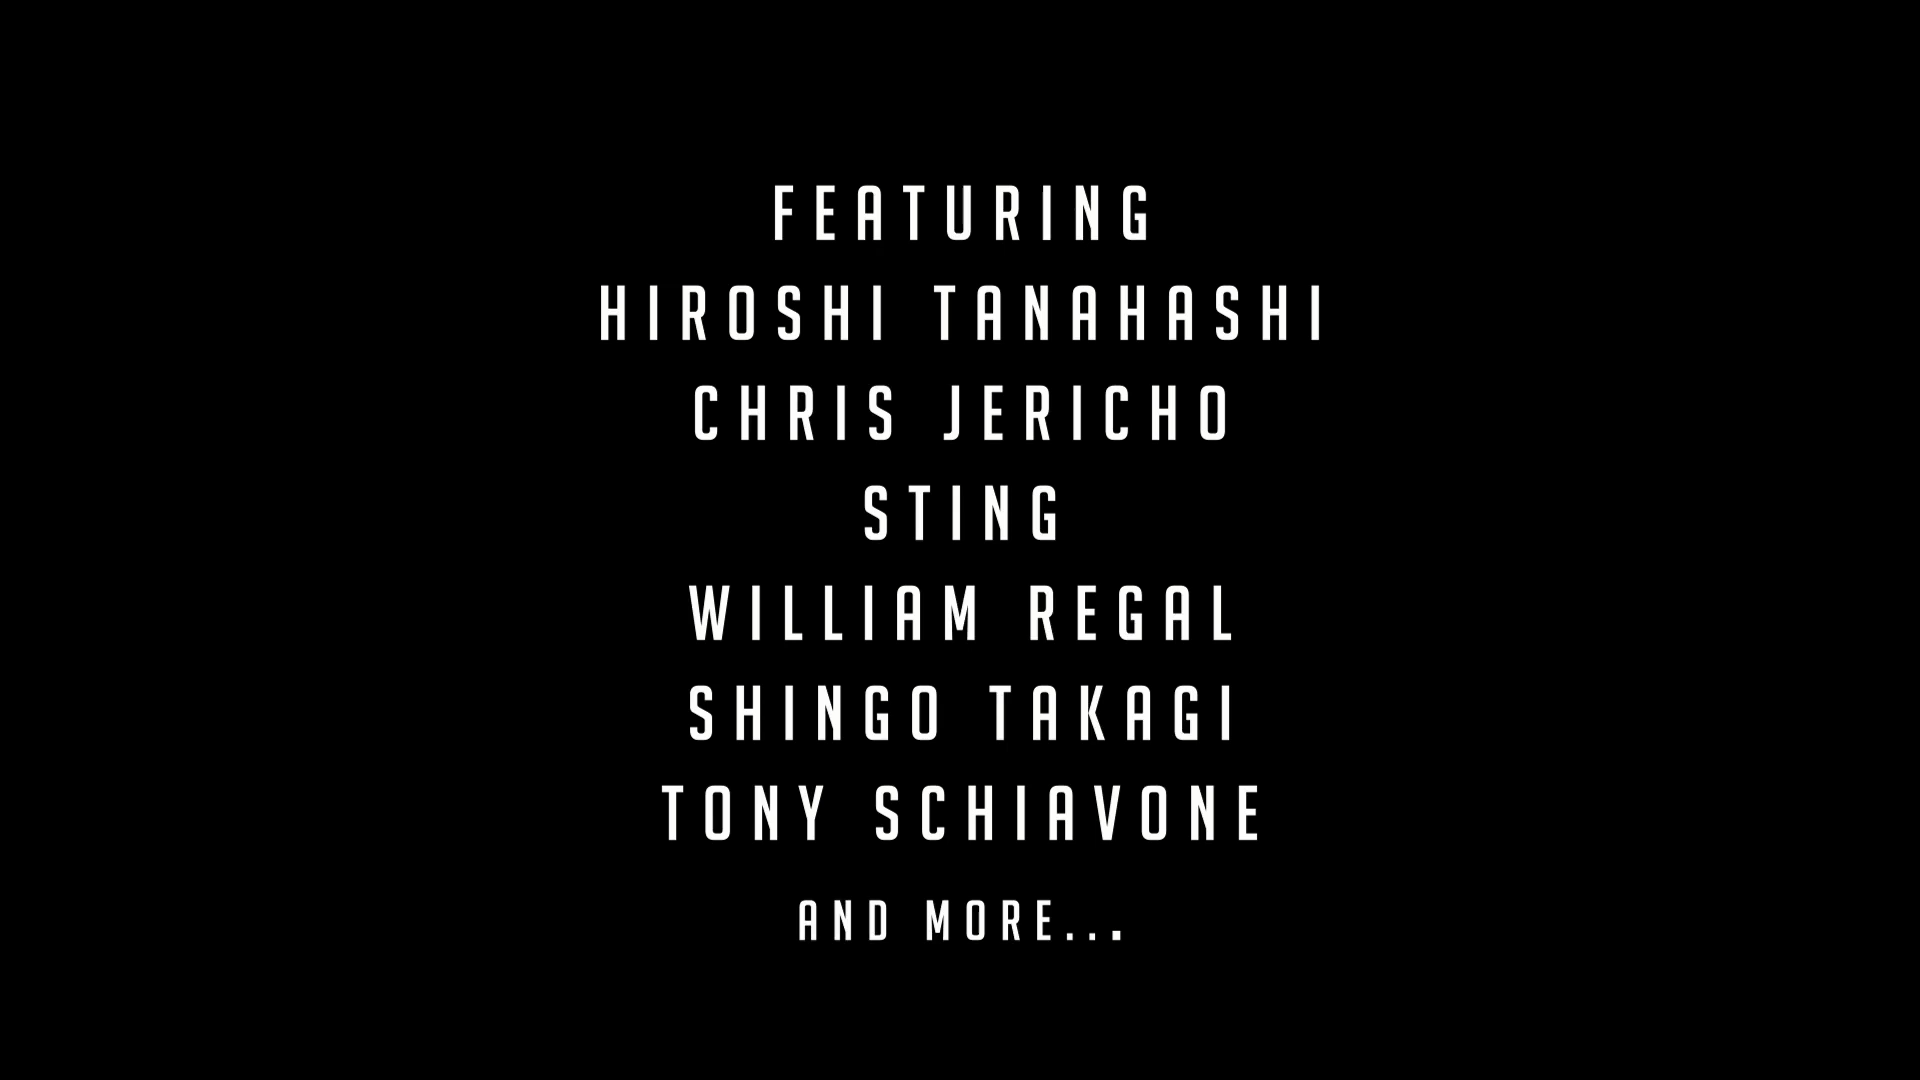 FEATURING
HIROSHI TANAHASHI
CHRIS JERICHO
STING
WILLIAM REGAL
SHINGO TAKAGI
TONY SCHIAVONE
AND MORE...